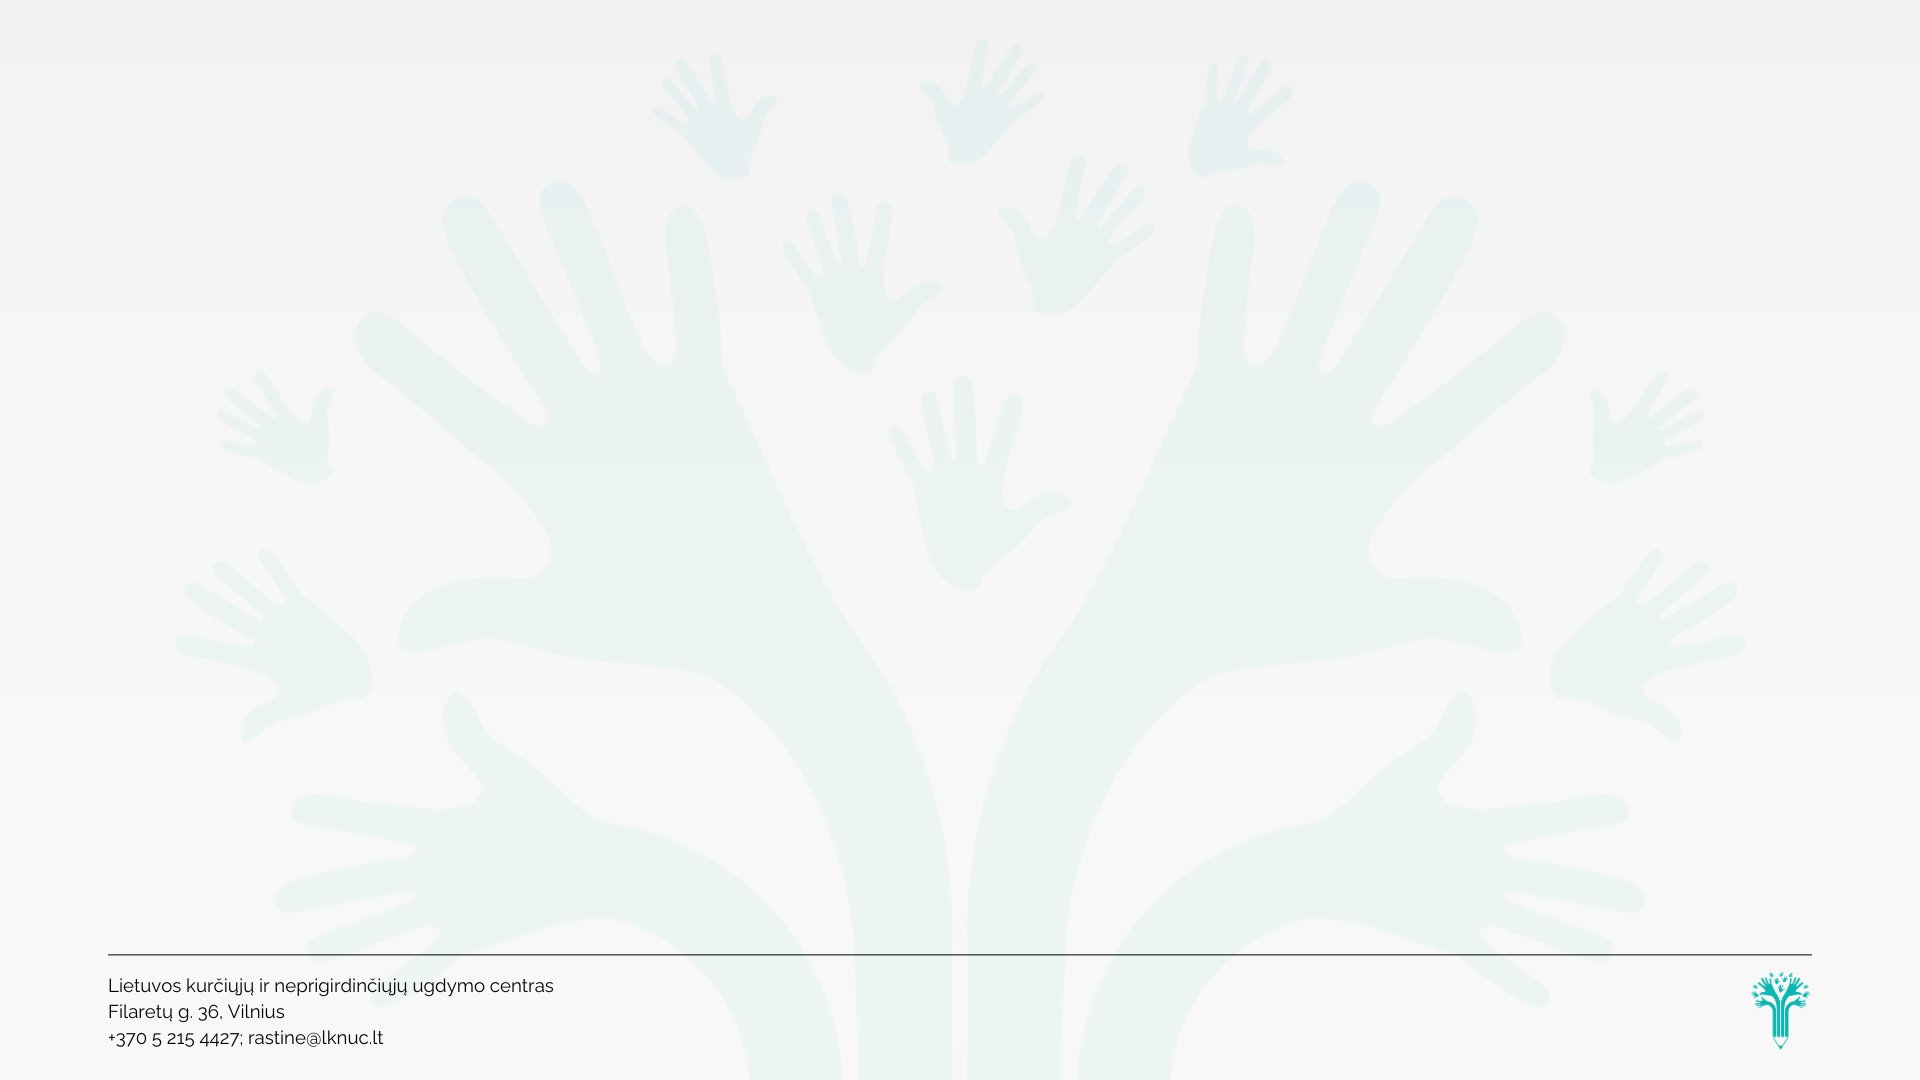 Lietuvos kurčiųjų ir neprigirdinčiųjų ugdymo centras
Filaretų g. 36, Vilnius
+370 5 215 4427; rastine@lknuc.lt